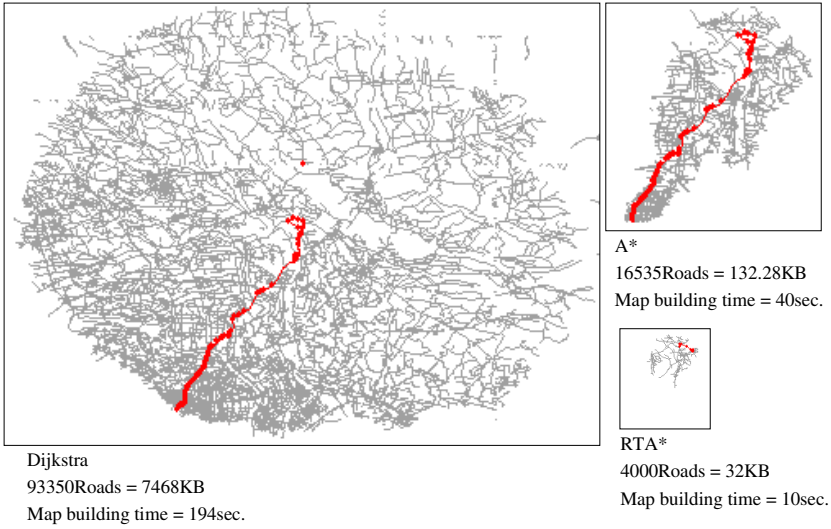 Dijkstra
93350Roads = 7468KB
Map building time = 194sec.
A*
16535Roads = 132.28KB
Map building time = 40sec.
RTA*
4000Roads = 32KB
Map building time = 10sec.